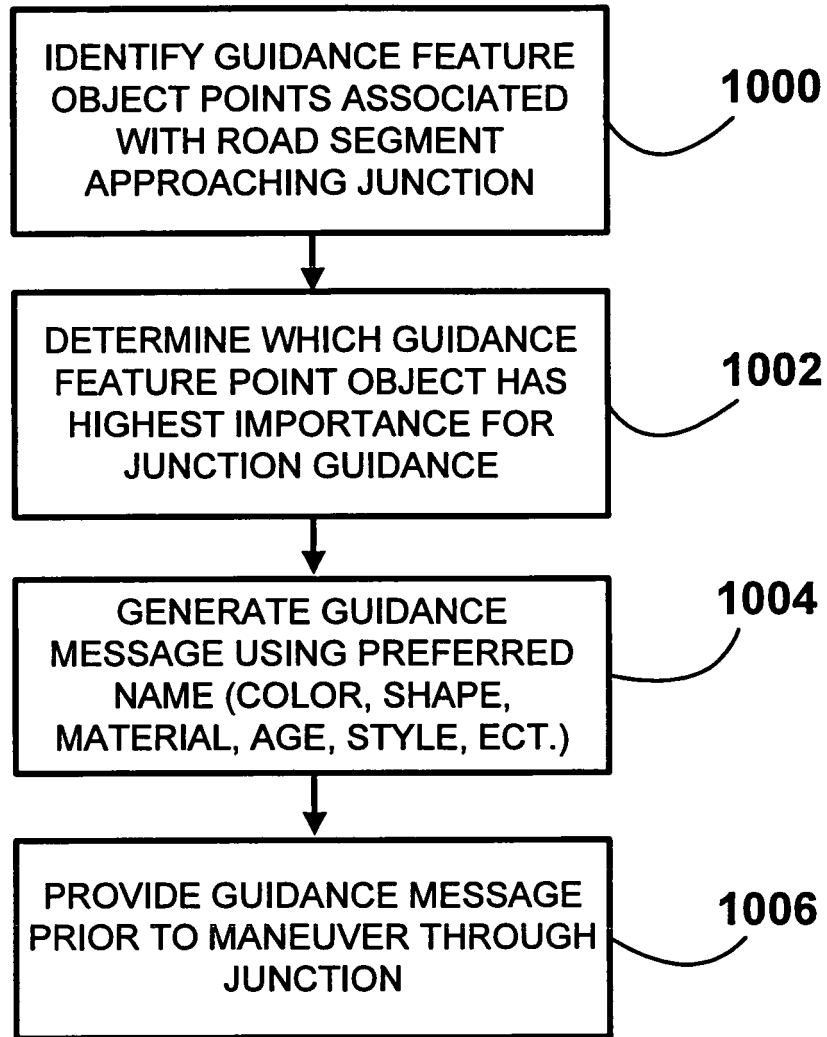 IDENTIFY GUIDANCE FEATURE
OBJECT POINTS ASSOCIATED
WITH ROAD SEGMENT
APPROACHING JUNCTION
1000
DETERMINE WHICH GUIDANCE
FEATURE POINT OBJECT HAS
HIGHEST IMPORTANCE FOR
JUNCTION GUIDANCE
1002
GENERATE GUIDANCE
MESSAGE USING PREFERRED
NAME (COLOR, SHAPE,
MATERIAL, AGE, STYLE, ECT.)
1004
PROVIDE GUIDANCE MESSAGE
PRIOR TO MANEUVER THROUGH
JUNCTION
1006